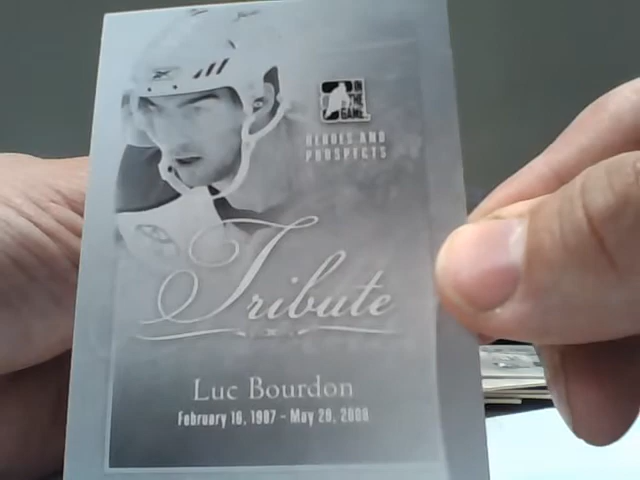 IN
THE
GAME
HEROES AND
PROSPECTS
Tribute
Luc Bourdon
February 16, 1987 - May 29, 2008